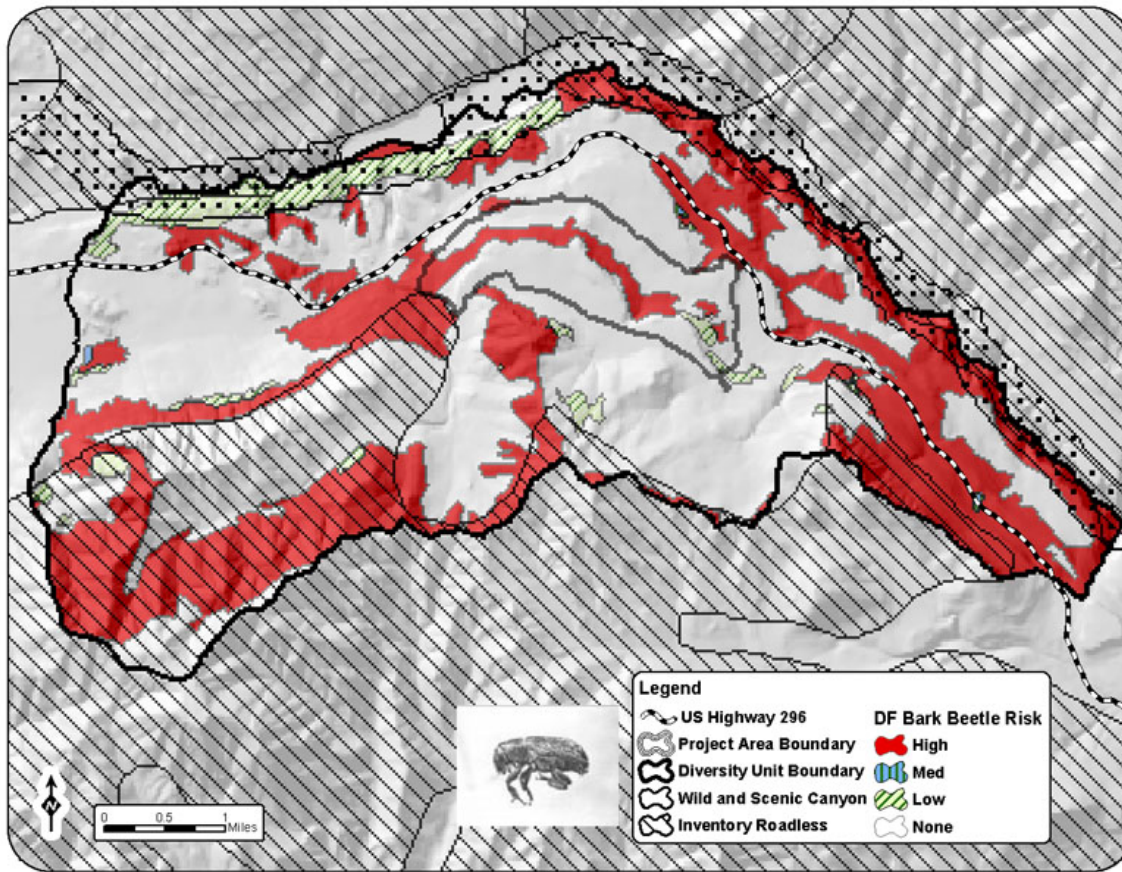 Legend
US Highway 296
Project Area Boundary
Diversity Unit Boundary
Wild and Scenic Canyon
Inventory Roadless
DF Bark Beetle Risk
High
Med
Low
None
N
0 0.5 1
Miles